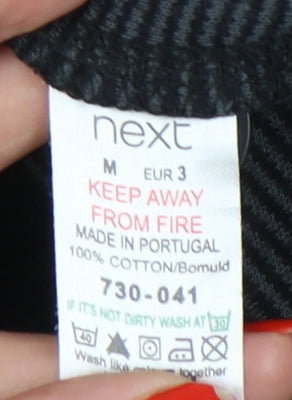 next
M EUR 3
KEEP AWAY
FROM FIRE
MADE IN PORTUGAL
100% COTTON/Bomuld
730-041
IF IT'S NOT DIRTY WASH AT 30
40
Wash like colours together